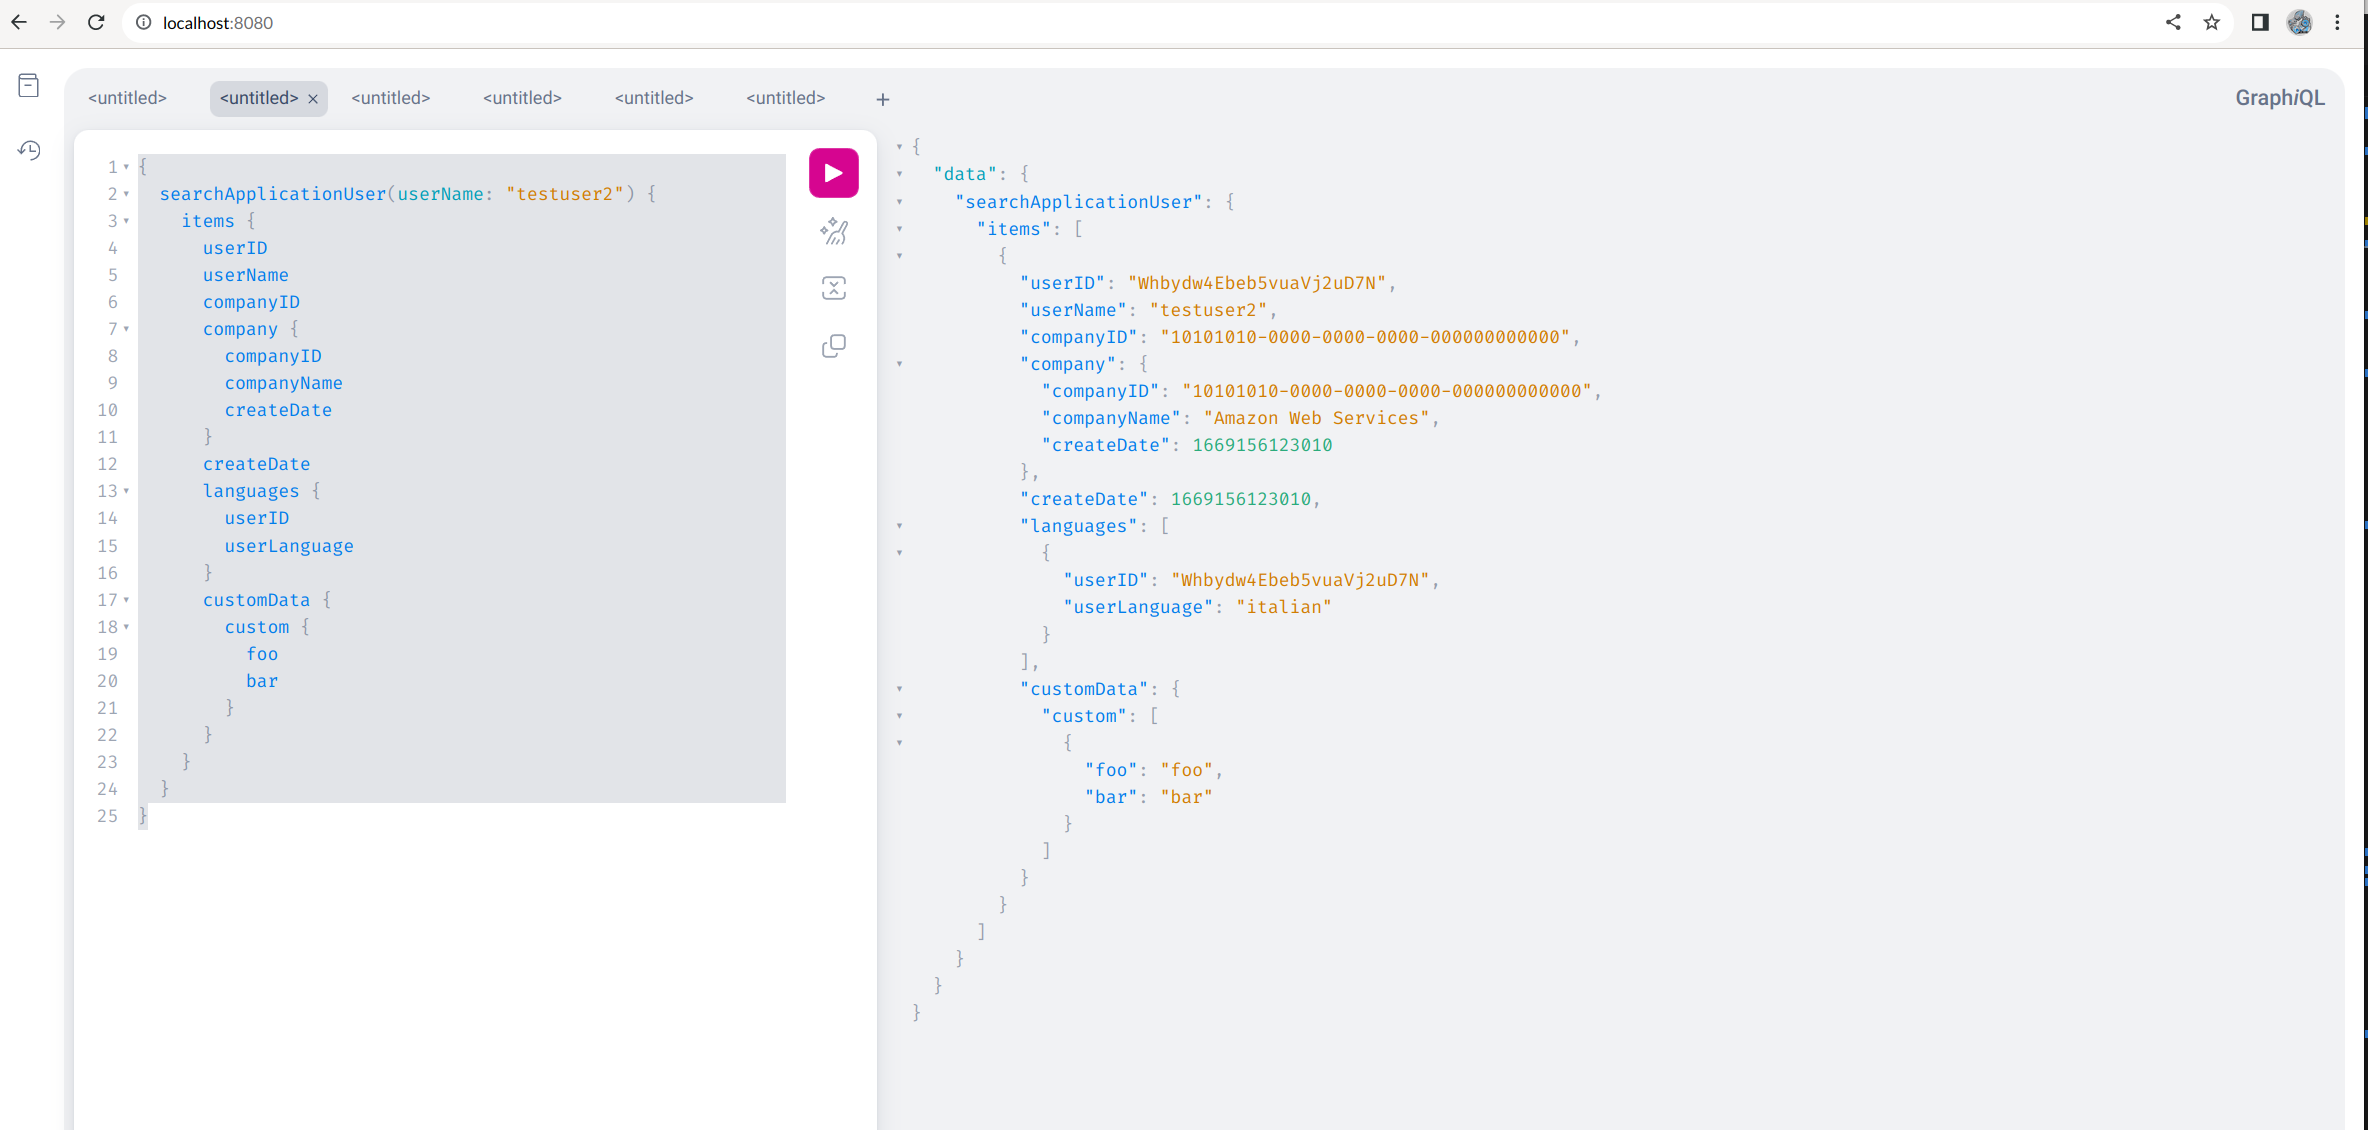 localhost:8080
<untitled> <untitled> × <untitled> <untitled> <untitled> <untitled> + GraphiQL
1 {
2   searchApplicationUser(userName: "testuser2") {
3     items {
4       userID
5       userName
6       companyID
7       company {
8         companyID
9         companyName
10         createDate
11       }
12       createDate
13       languages {
14         userID
15         userLanguage
16       }
17       customData {
18         custom {
19           foo
20           bar
21         }
22       }
23     }
24   }
25 }
{
  "data": {
    "searchApplicationUser": {
      "items": [
        {
          "userID": "Whbydw4Ebeb5vuaVj2uD7N",
          "userName": "testuser2",
          "companyID": "10101010-0000-0000-0000-000000000000",
          "company": {
            "companyID": "10101010-0000-0000-0000-000000000000",
            "companyName": "Amazon Web Services",
            "createDate": 1669156123010
          },
          "createDate": 1669156123010,
          "languages": [
            {
              "userID": "Whbydw4Ebeb5vuaVj2uD7N",
              "userLanguage": "italian"
            }
          ],
          "customData": {
            "custom": [
              {
                "foo": "foo",
                "bar": "bar"
              }
            ]
          }
        }
      ]
    }
  }
}